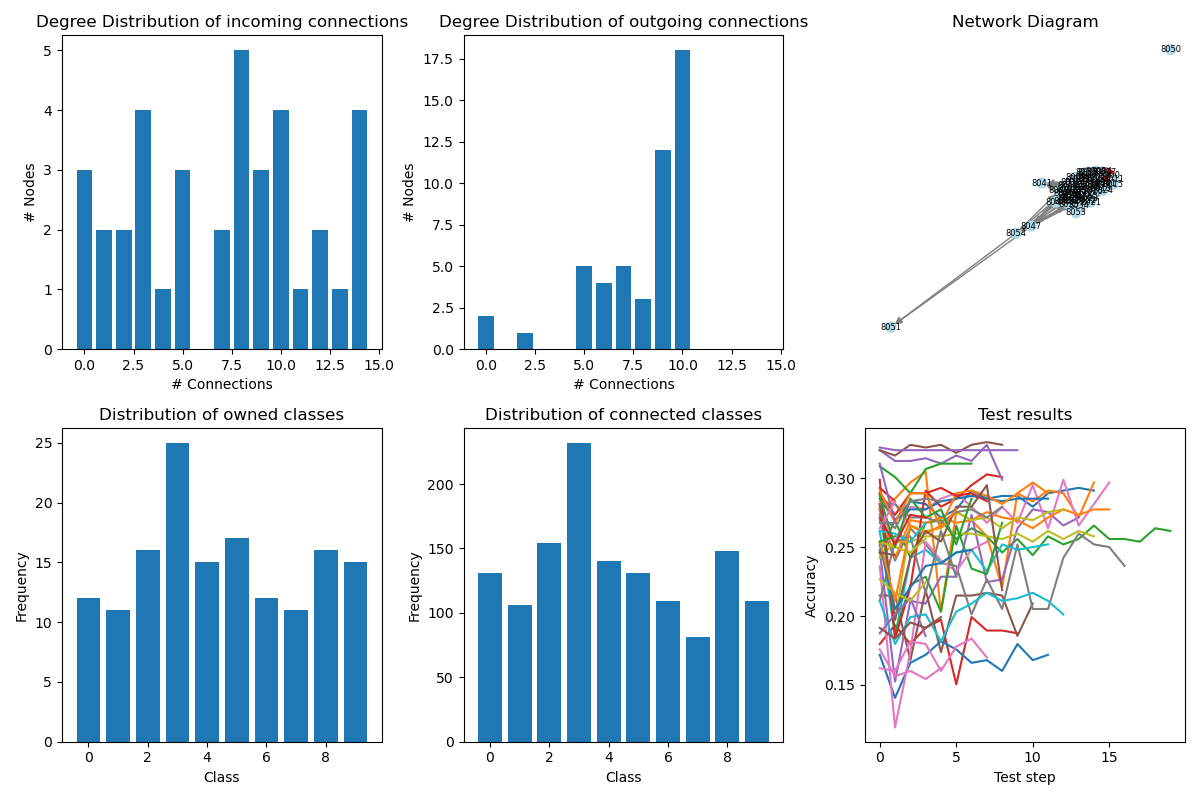 Degree Distribution of incoming connections
5
4
3
2
1
0
# Nodes
0.0 2.5 5.0 7.5 10.0 12.5 15.0
# Connections
Degree Distribution of outgoing connections
17.5
15.0
12.5
10.0
7.5
5.0
2.5
0.0
# Nodes
0.0 2.5 5.0 7.5 10.0 12.5 15.0
# Connections
Network Diagram
8050
8041
8053
8047
8054
8051
Distribution of owned classes
25
20
15
10
5
0
Frequency
0 2 4 6 8
Class
Distribution of connected classes
200
150
100
50
0
Frequency
0 2 4 6 8
Class
Test results
0.30
0.25
0.20
0.15
Accuracy
0 5 10 15
Test step